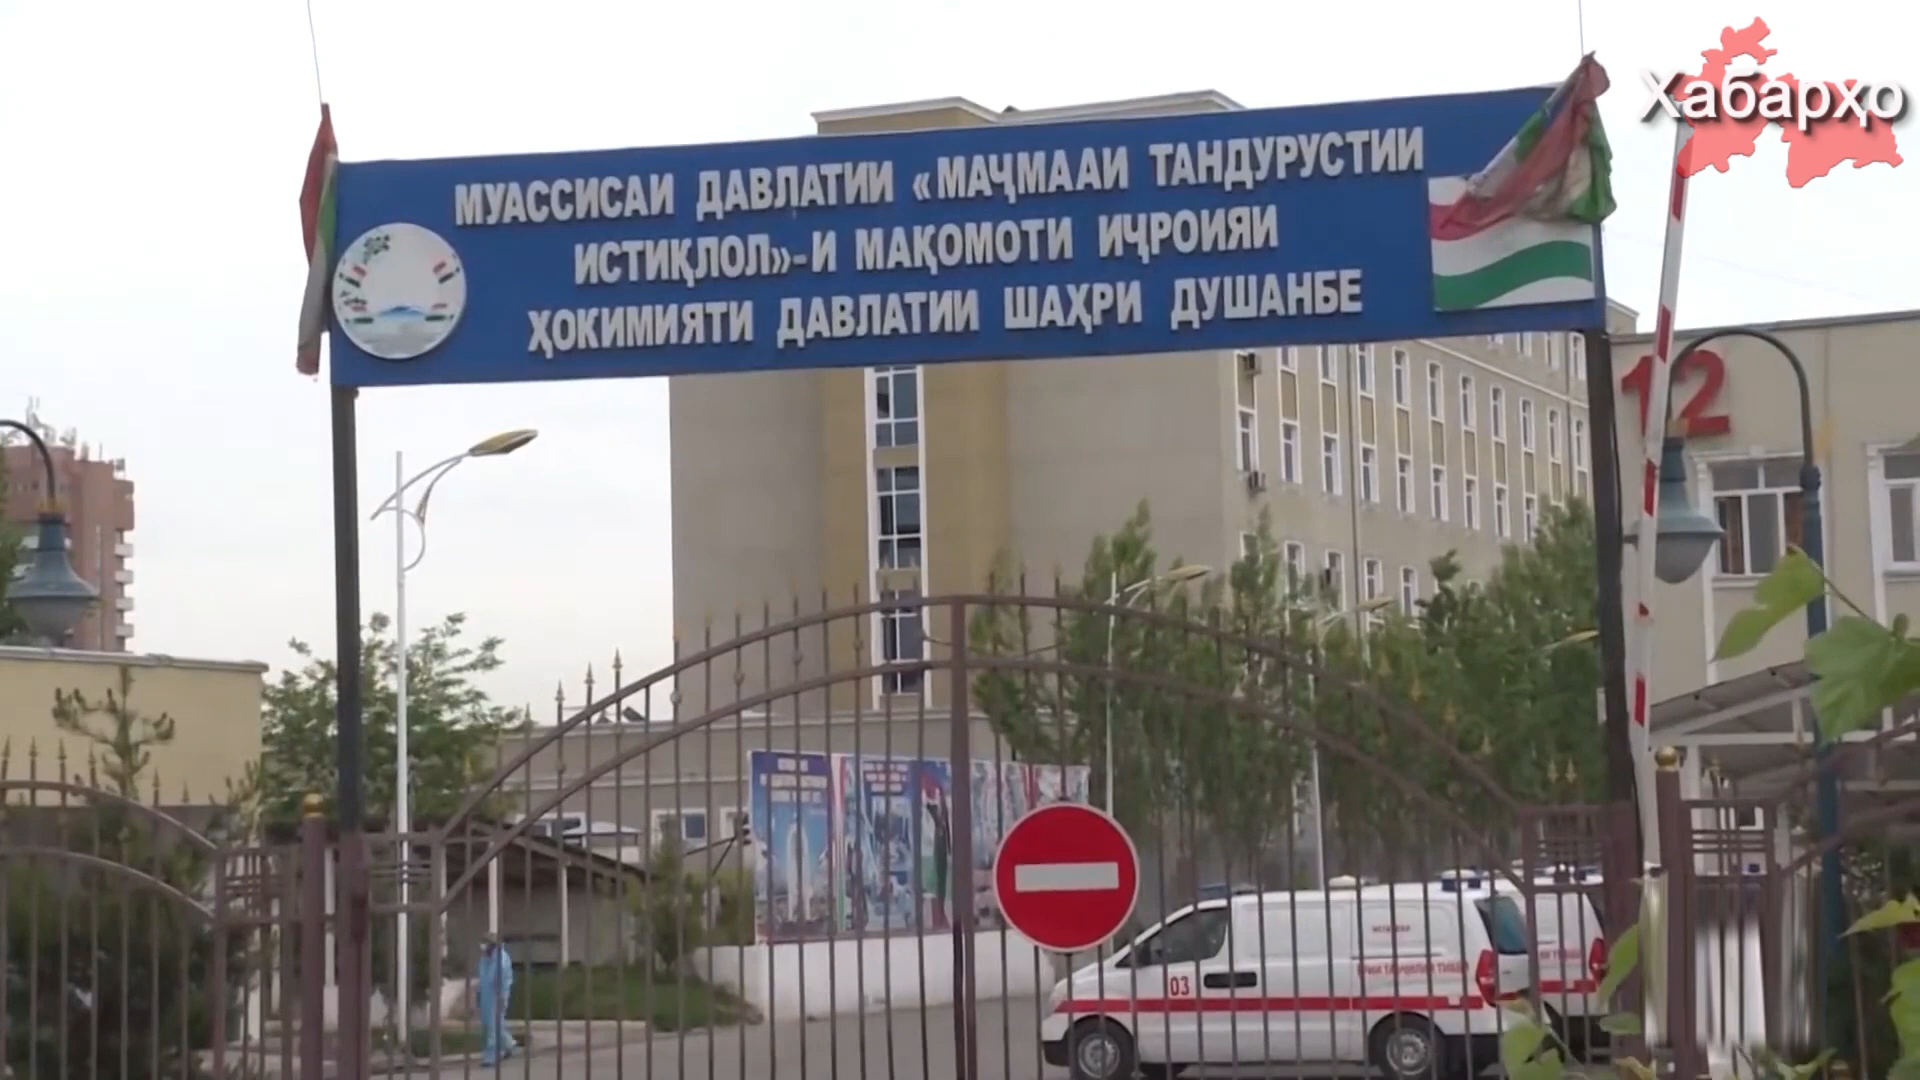 Хабарҳо
МУАССИСАИ ДАВЛАТИИ «МАҶМААИ ТАНДУРУСТИИ
ИСТИҚЛОЛ»-И МАҚОМОТИ ИҶРОИЯИ
ҲОКИМИЯТИ ДАВЛАТИИ ШАҲРИ ДУШАНБЕ
12
03